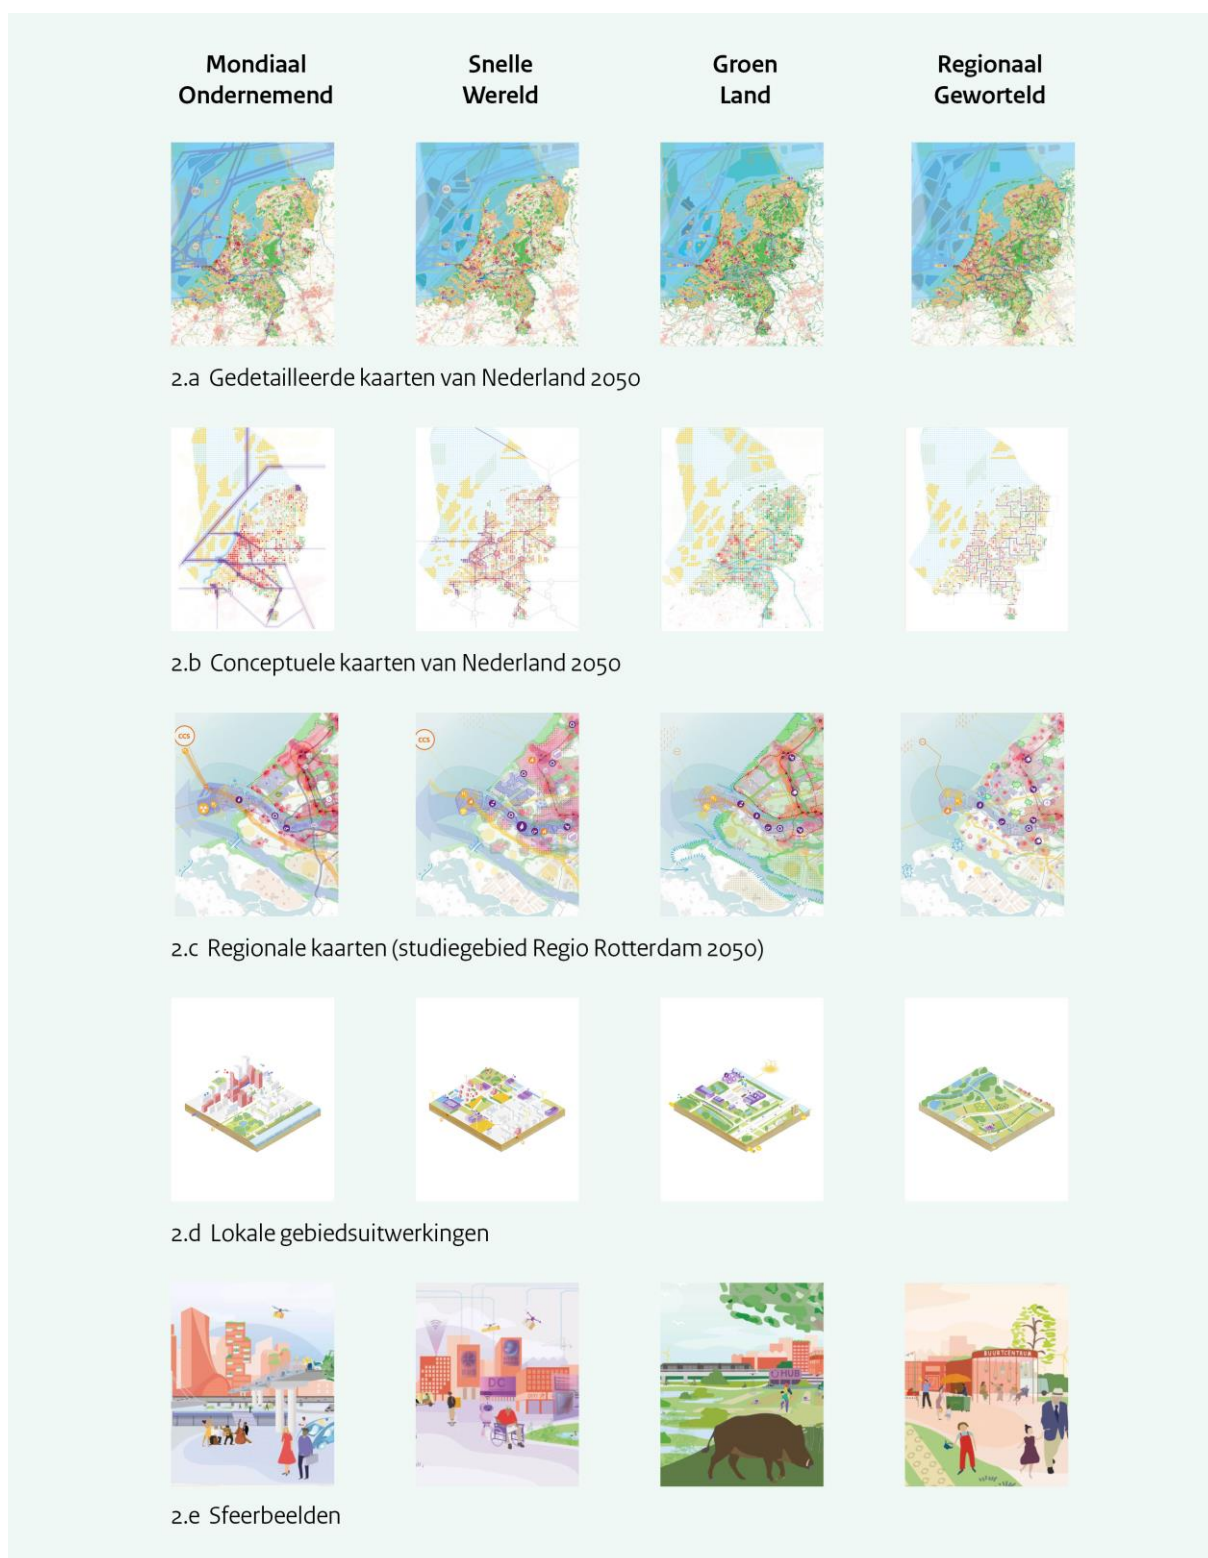 Mondiaal
Ondernemend
Snelle
Wereld
Groen
Land
Regionaal
Geworteld
2.a Gedetailleerde kaarten van Nederland 2050
2.b Conceptuele kaarten van Nederland 2050
CCS
CCS
2.c Regionale kaarten (studiegebied Regio Rotterdam 2050)
2.d Lokale gebiedsuitwerkingen
DC
HUB
BUURTCENTRUM
2.e Sfeerbeelden